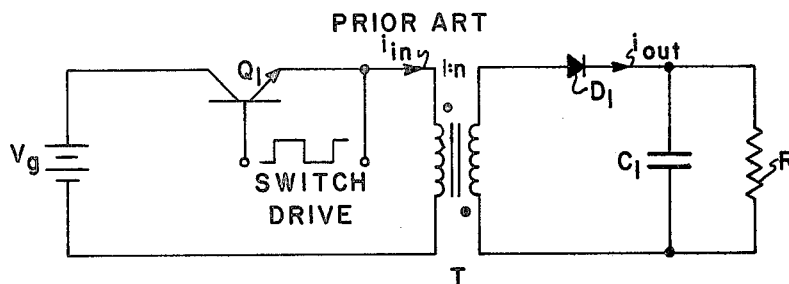 PRIOR ART
Q1
iin
1:n
D1
iout
Vg
SWITCH
DRIVE
C1
R
T